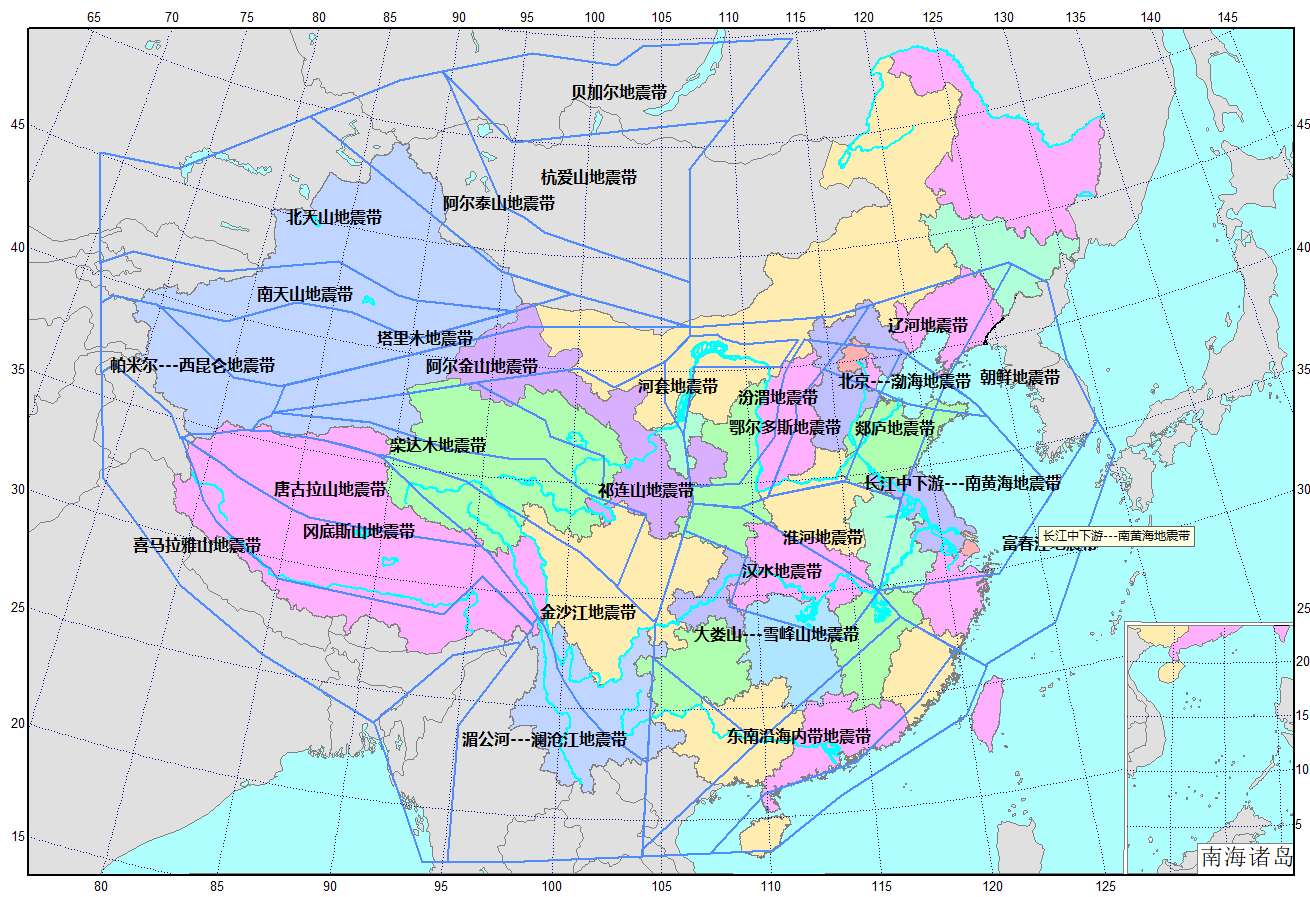 65 70 75 80 85 90 95 100 105 110 115 120 125 130 135 140 145
贝加尔地震带
45 45
杭爱山地震带
阿尔泰山地震带
北天山地震带
40 40
南天山地震带
辽河地震带
塔里木地震带
帕米尔---西昆仑地震带 阿尔金山地震带
35 35
朝鲜地震带
北京---渤海地震带
河套地震带
汾渭地震带
鄂尔多斯地震带 郯庐地震带
柴达木地震带
长江中下游---南黄海地震带
30 30
唐古拉山地震带 祁连山地震带
冈底斯山地震带
淮河地震带
长江中下游---南黄海地震带
喜马拉雅山地震带
汉水地震带
25 25
金沙江地震带
大娄山---雪峰山地震带
20 20
15
湄公河---澜沧江地震带 东南沿海内带地震带
10
15 5
南海诸岛
80 85 90 95 100 105 110 115 120 125